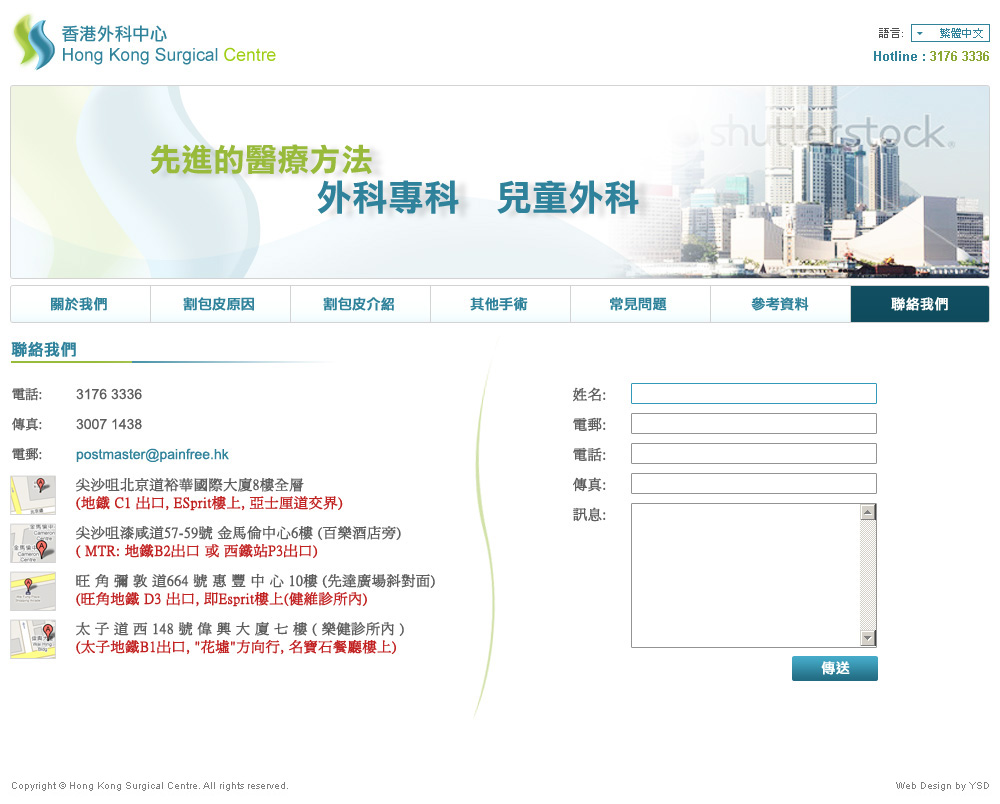 香港外科中心
Hong Kong Surgical Centre
語言: 繁體中文
Hotline : 3176 3336
shutterstock
先進的醫療方法
外科專科 兒童外科
關於我們 割包皮原因 割包皮介紹 其他手術 常見問題 參考資料 聯絡我們
聯絡我們
電話: 3176 3336
傳真: 3007 1438
電郵: postmaster@painfree.hk
尖沙咀北京道裕華國際大廈8樓全層
(地鐵 C1 出口, ESprit樓上, 亞士厘道交界)
尖沙咀漆咸道57-59號 金馬倫中心6樓 (百樂酒店旁)
( MTR: 地鐵B2出口 或 西鐵站P3出口)
旺 角 彌 敦 道664 號 惠 豐 中 心 10樓 (先達廣場斜對面)
(旺角地鐵 D3 出口, 即Esprit樓上(健維診所內)
太 子 道 西 148 號 偉 興 大 廈 七 樓 ( 樂健診所內 )
(太子地鐵B1出口, "花墟"方向行, 名寶石餐廳樓上)
姓名:
電郵:
電話:
傳真:
訊息:
傳送
Copyright © Hong Kong Surgical Centre. All rights reserved.
Web Design by YSD